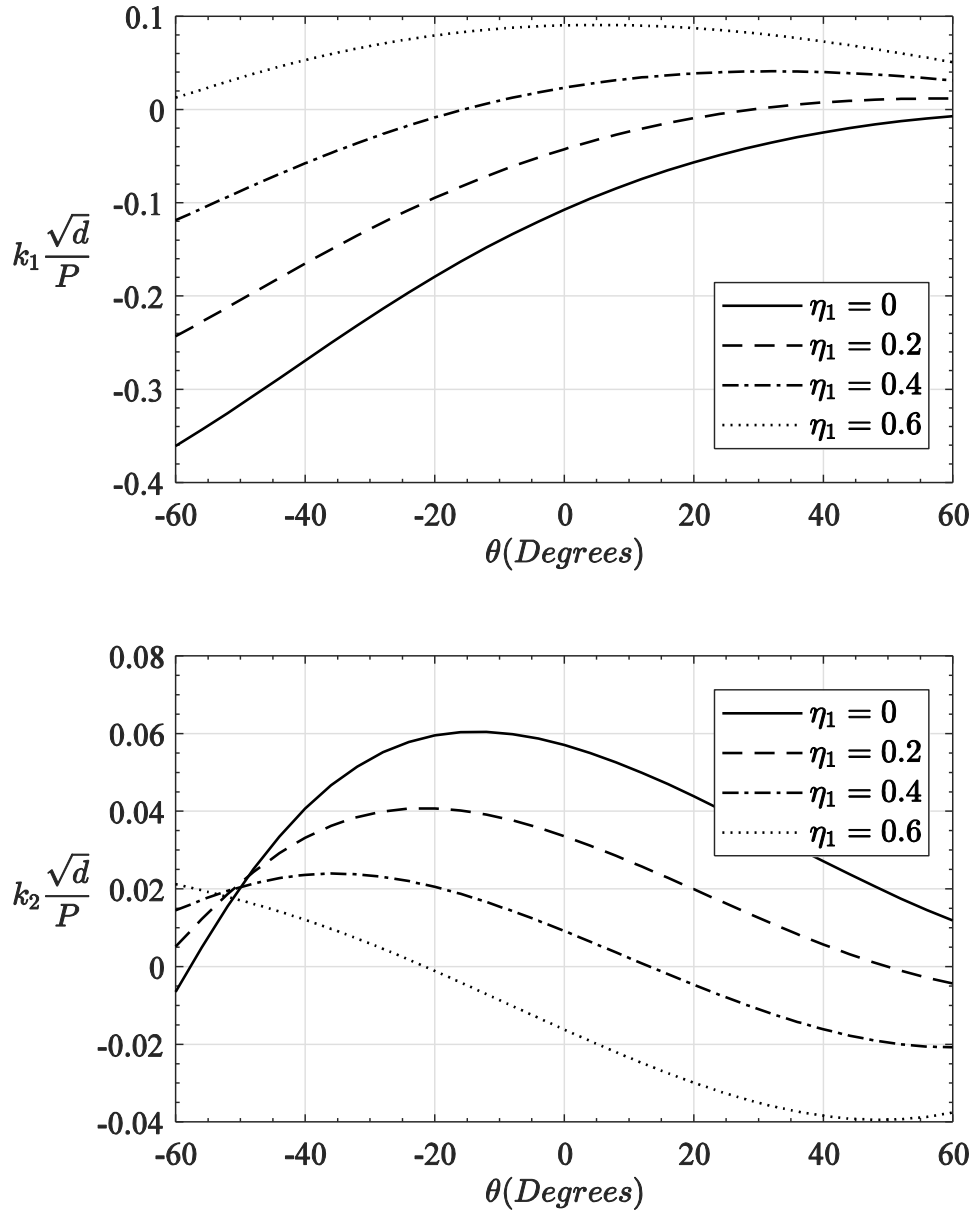 0.1
0
-0.1
-0.2
-0.3
-0.4
k₁ √d/P
η₁ = 0
η₁ = 0.2
η₁ = 0.4
η₁ = 0.6
-60 -40 -20 0 20 40 60
θ(Degrees)
0.08
0.06
0.04
0.02
0
-0.02
-0.04
k₂ √d/P
η₁ = 0
η₁ = 0.2
η₁ = 0.4
η₁ = 0.6
-60 -40 -20 0 20 40 60
θ(Degrees)